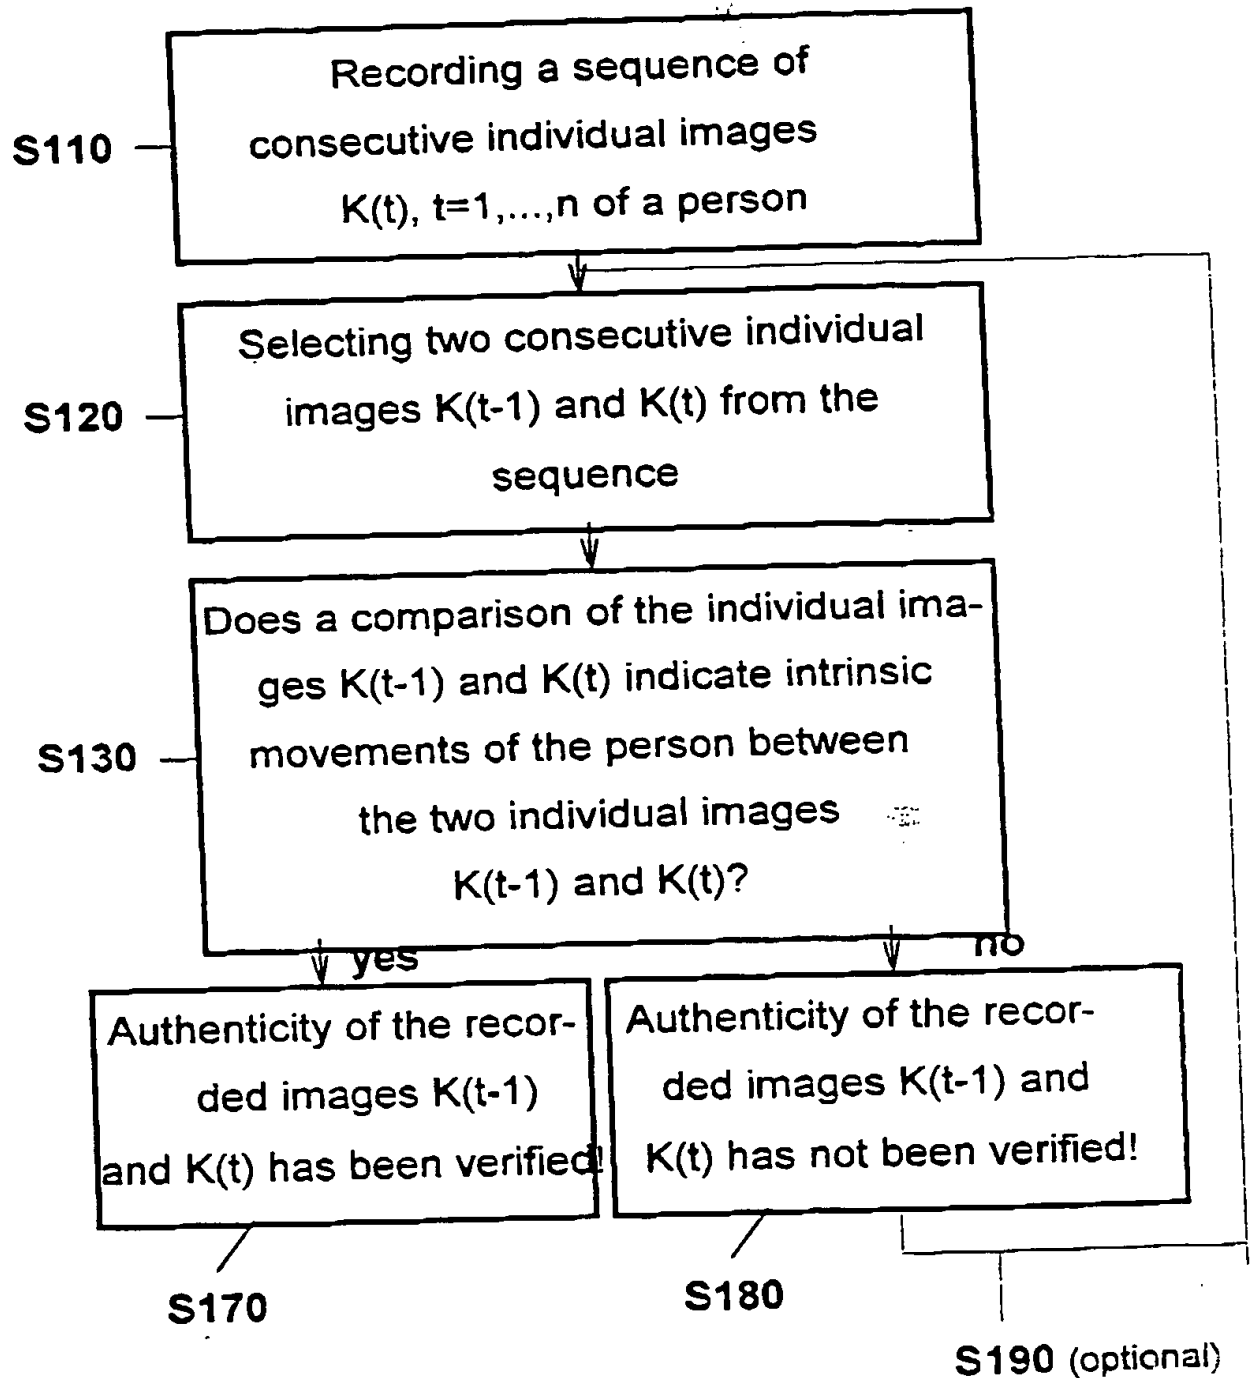 Recording a sequence of
consecutive individual images
S110
K(t), t=1,...,n of a person
Selecting two consecutive individual
images K(t-1) and K(t) from the
S120
sequence
Does a comparison of the individual ima-
ges K(t-1) and K(t) indicate intrinsic
movements of the person between
S130
the two individual images
K(t-1) and K(t)?
yes
no
Authenticity of the recor-
ded images K(t-1)
and K(t) has been verified!
Authenticity of the recor-
ded images K(t-1) and
K(t) has not been verified!
S170
S180
S190 (optional)